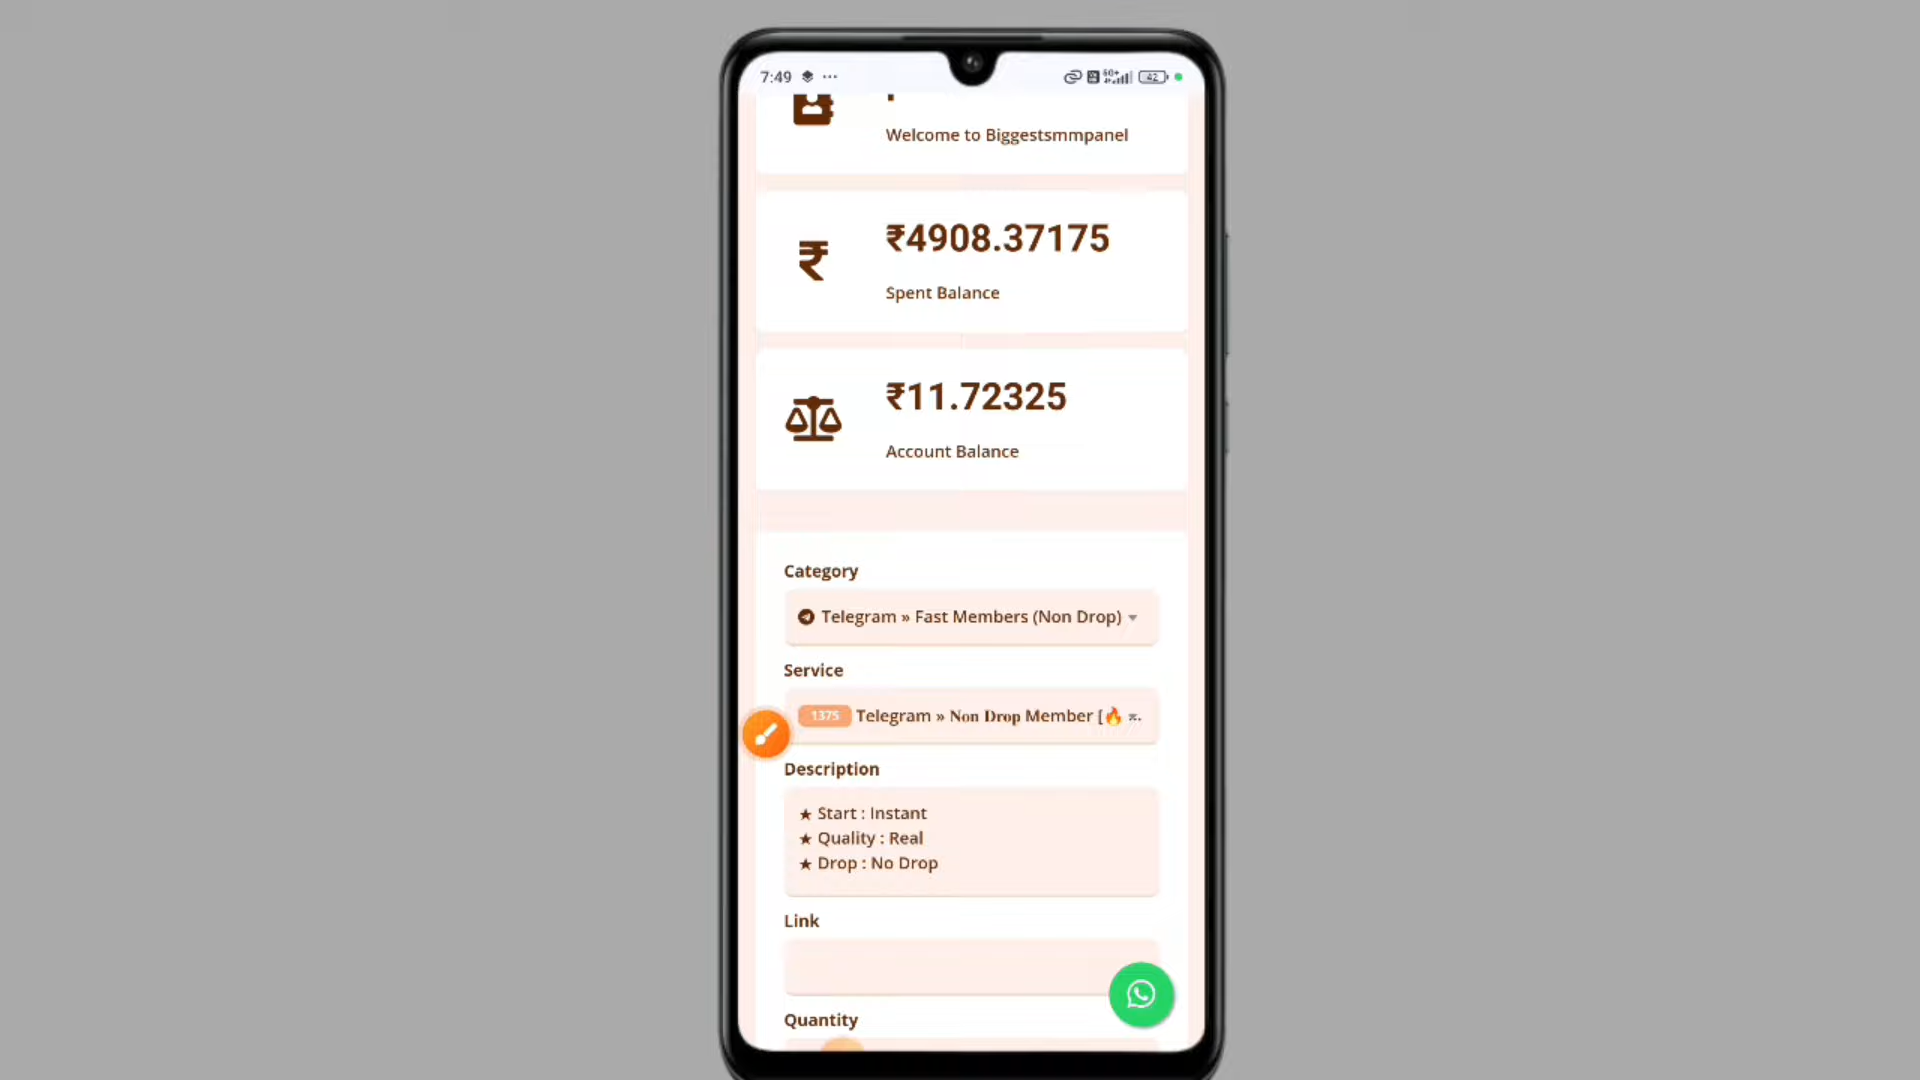 7:49
42
Welcome to Biggestsmmpanel
₹4908.37175
Spent Balance
₹11.72325
Account Balance
Category
Telegram » Fast Members (Non Drop)
Service
1375 Telegram » 𝐍𝐨𝐧 𝐃𝐫𝐨𝐩 Member [🔥
Description
★ Start : Instant
★ Quality : Real
★ Drop : No Drop
Link
Quantity